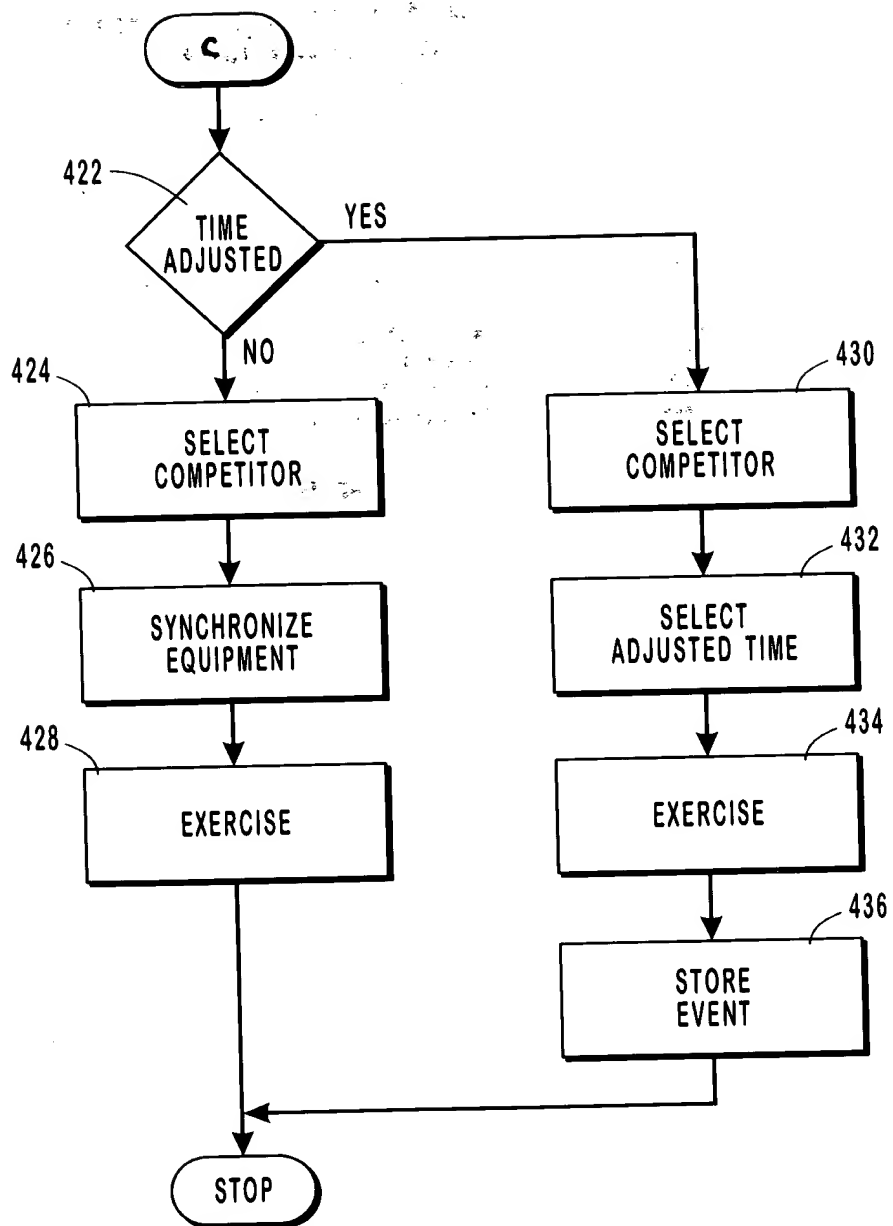 C
422
TIME
ADJUSTED
YES
NO
424
SELECT
COMPETITOR
426
SYNCHRONIZE
EQUIPMENT
428
EXERCISE
430
SELECT
COMPETITOR
432
SELECT
ADJUSTED TIME
434
EXERCISE
436
STORE
EVENT
STOP